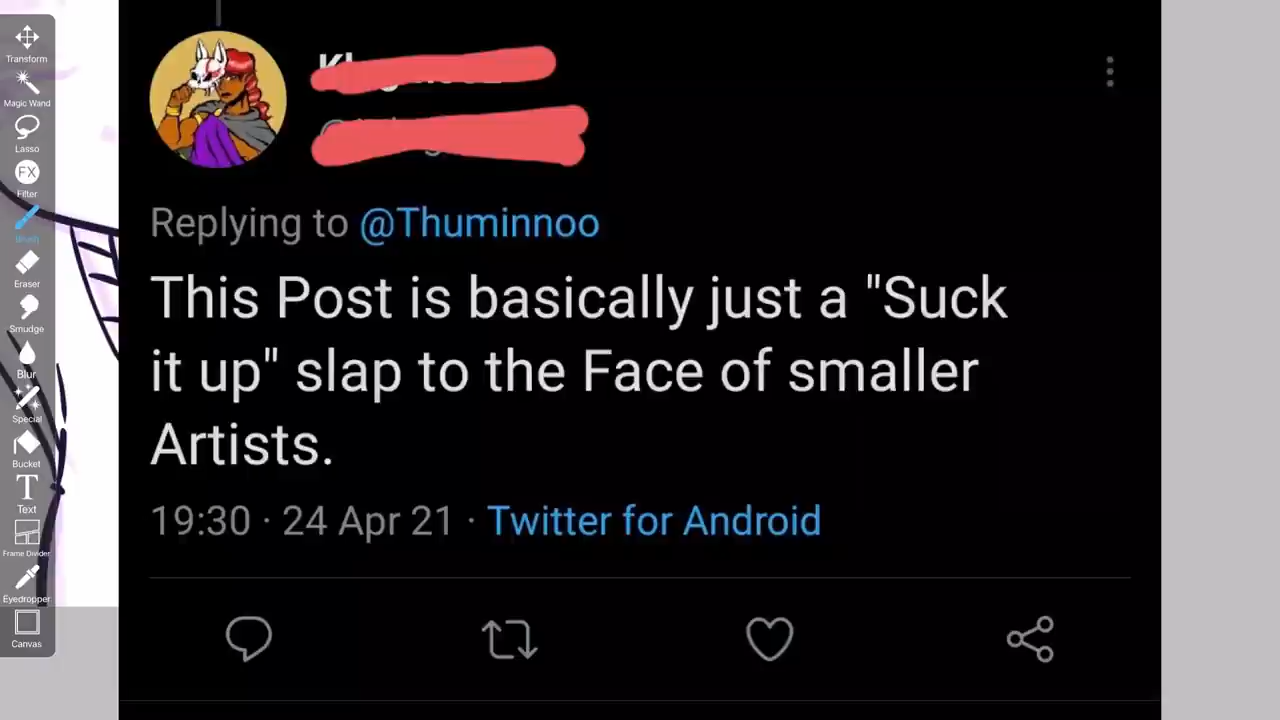 Transform
Magic Wand
Lasso
FX
Filter
Brush
Eraser
Smudge
Blur
Special
Bucket
T
Text
Frame Divider
Eyedropper
Canvas
Replying to @Thuminnoo
This Post is basically just a "Suck
it up" slap to the Face of smaller
Artists.
19:30 · 24 Apr 21 · Twitter for Android